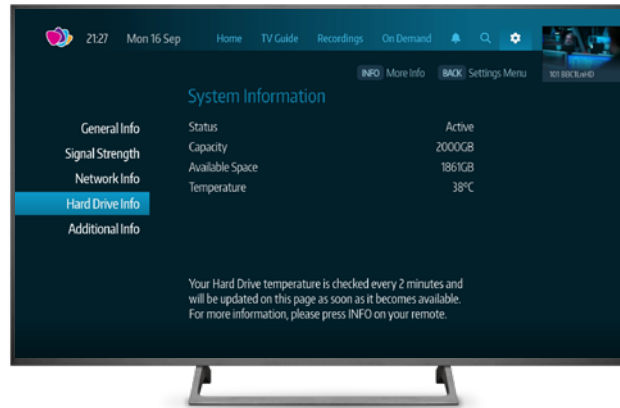 21:27 Mon 16 Sep Home TV Guide Recordings On Demand
INFO More Info BACK Settings Menu
101 BBC1LnHD
System Information
General Info
Signal Strength
Network Info
Hard Drive Info
Additional Info
Status Active
Capacity 2000GB
Available Space 1861GB
Temperature 38ºC
Your Hard Drive temperature is checked every 2 minutes and
will be updated on this page as soon as it becomes available.
For more information, please press INFO on your remote.